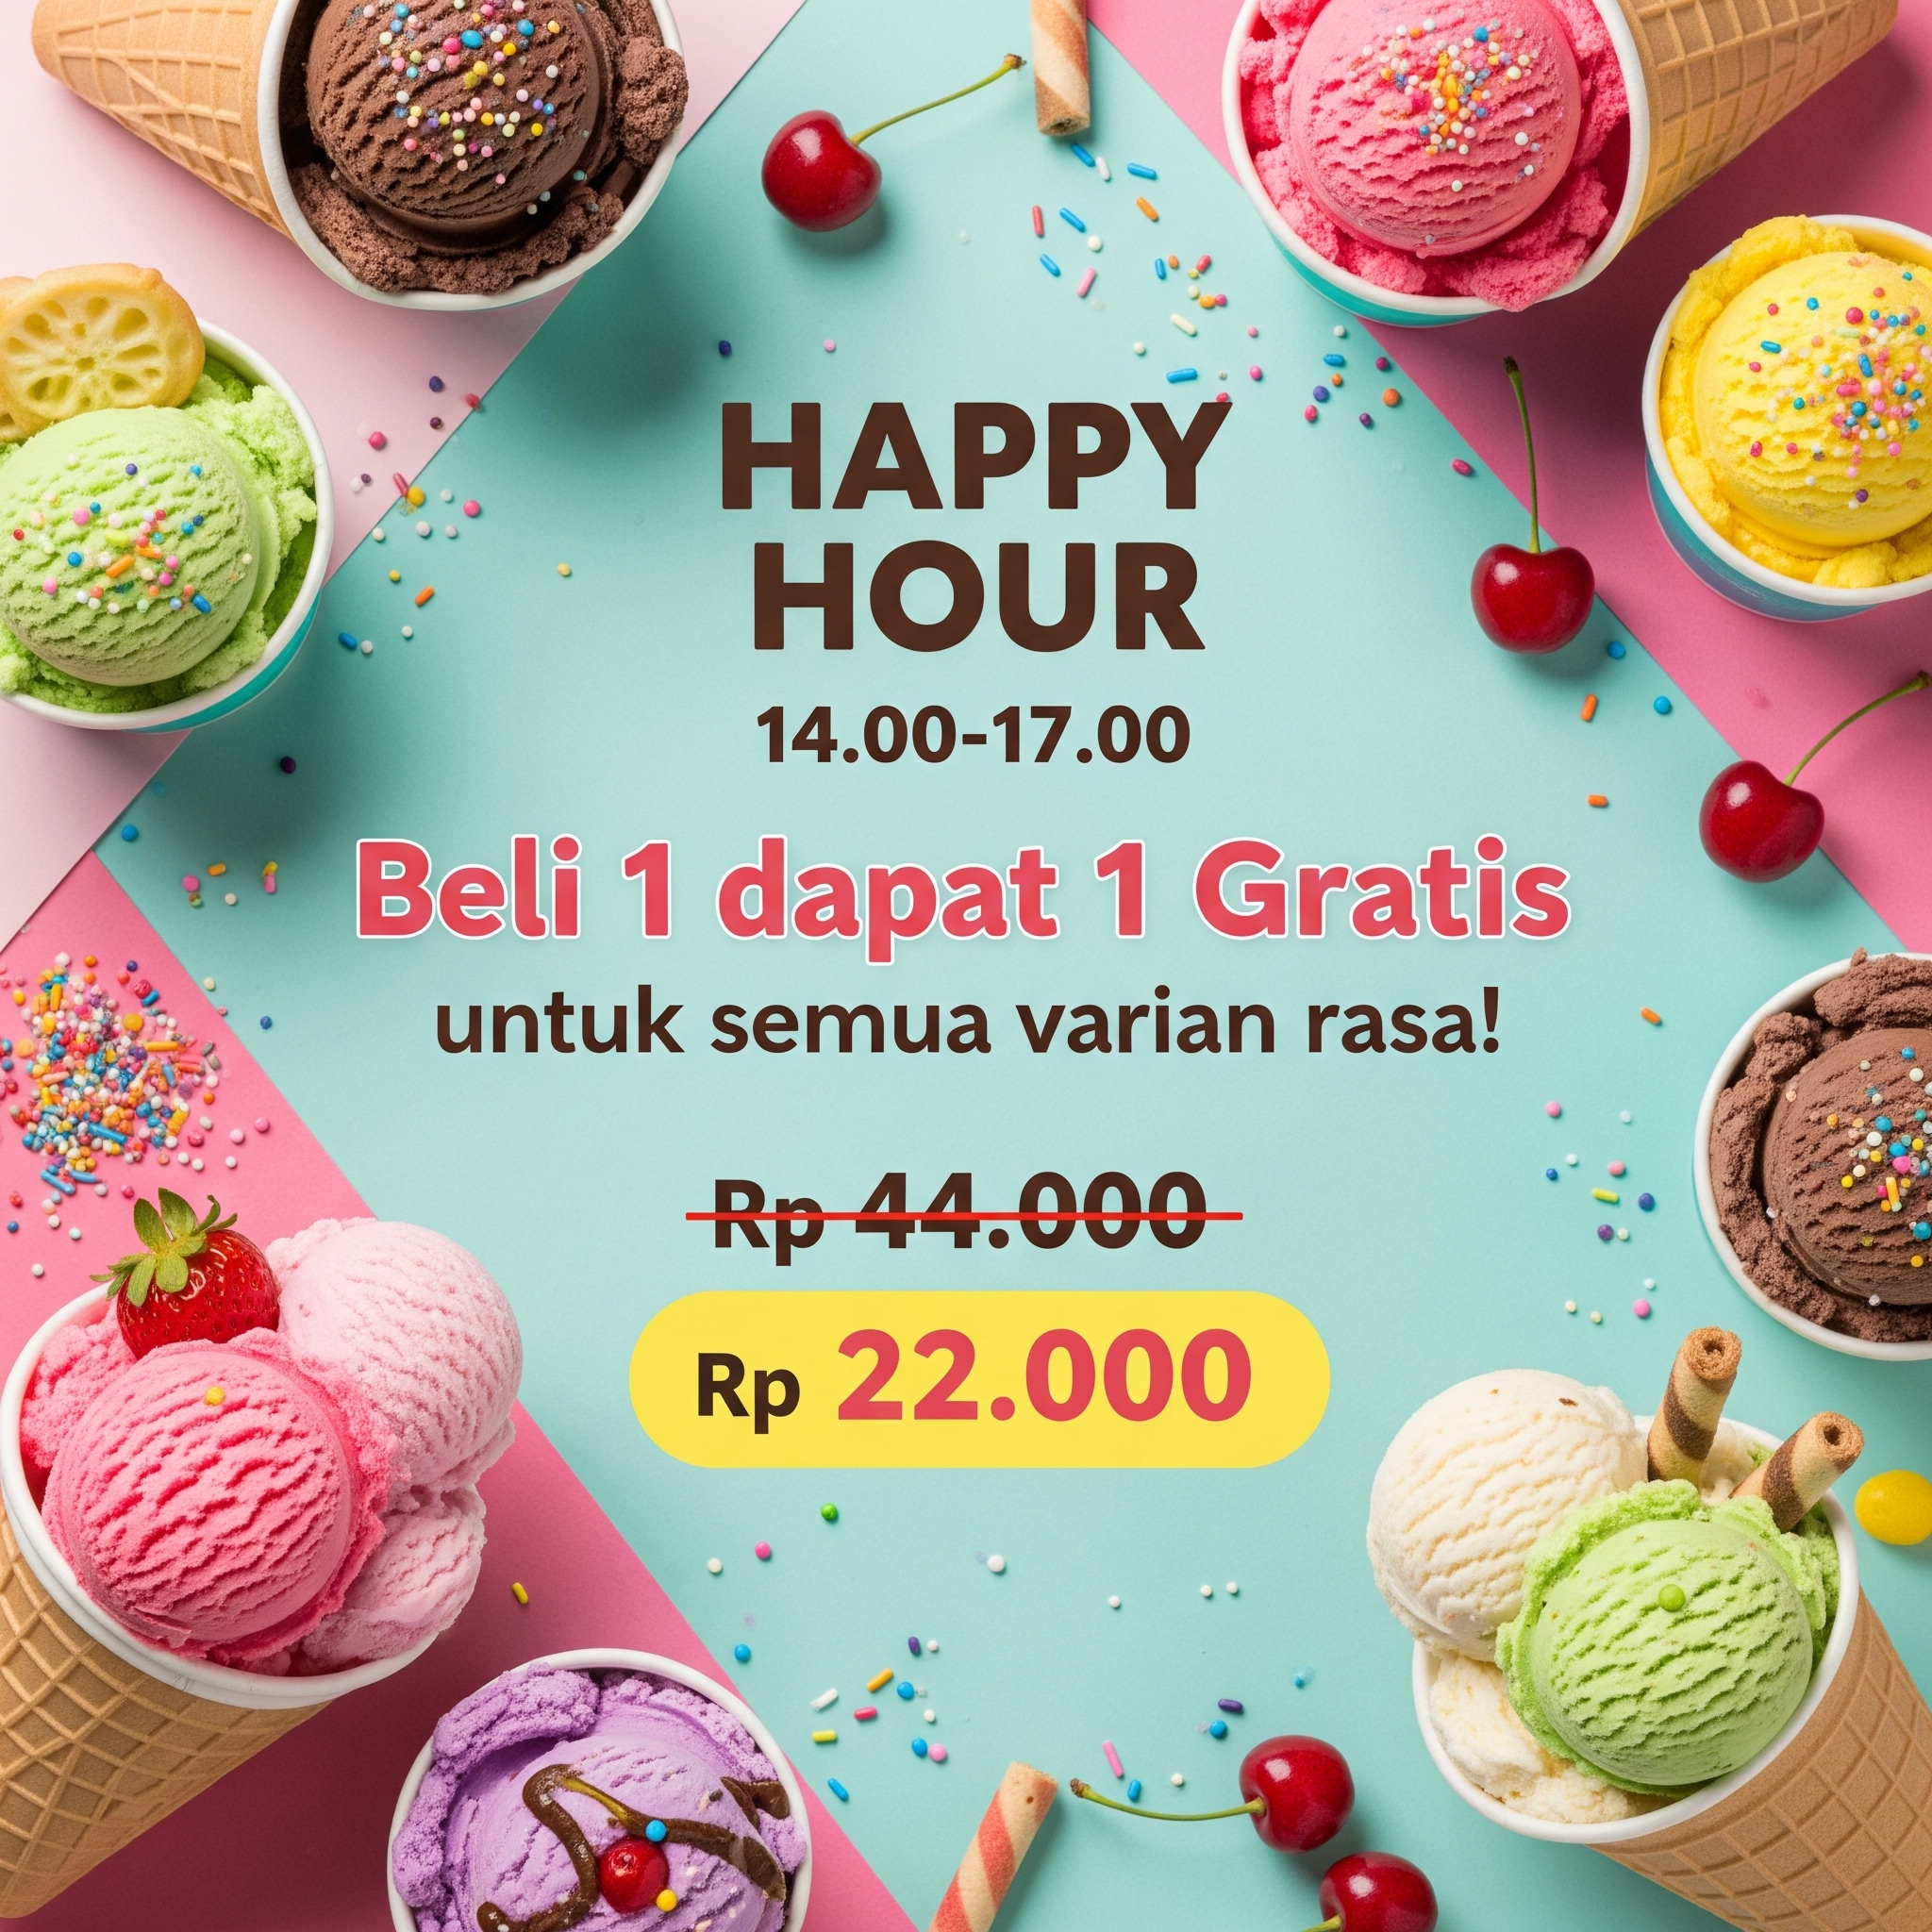 HAPPY
HOUR
14.00-17.00
Beli 1 dapat 1 Gratis
untuk semua varian rasa!
Rp 44.000
Rp 22.000